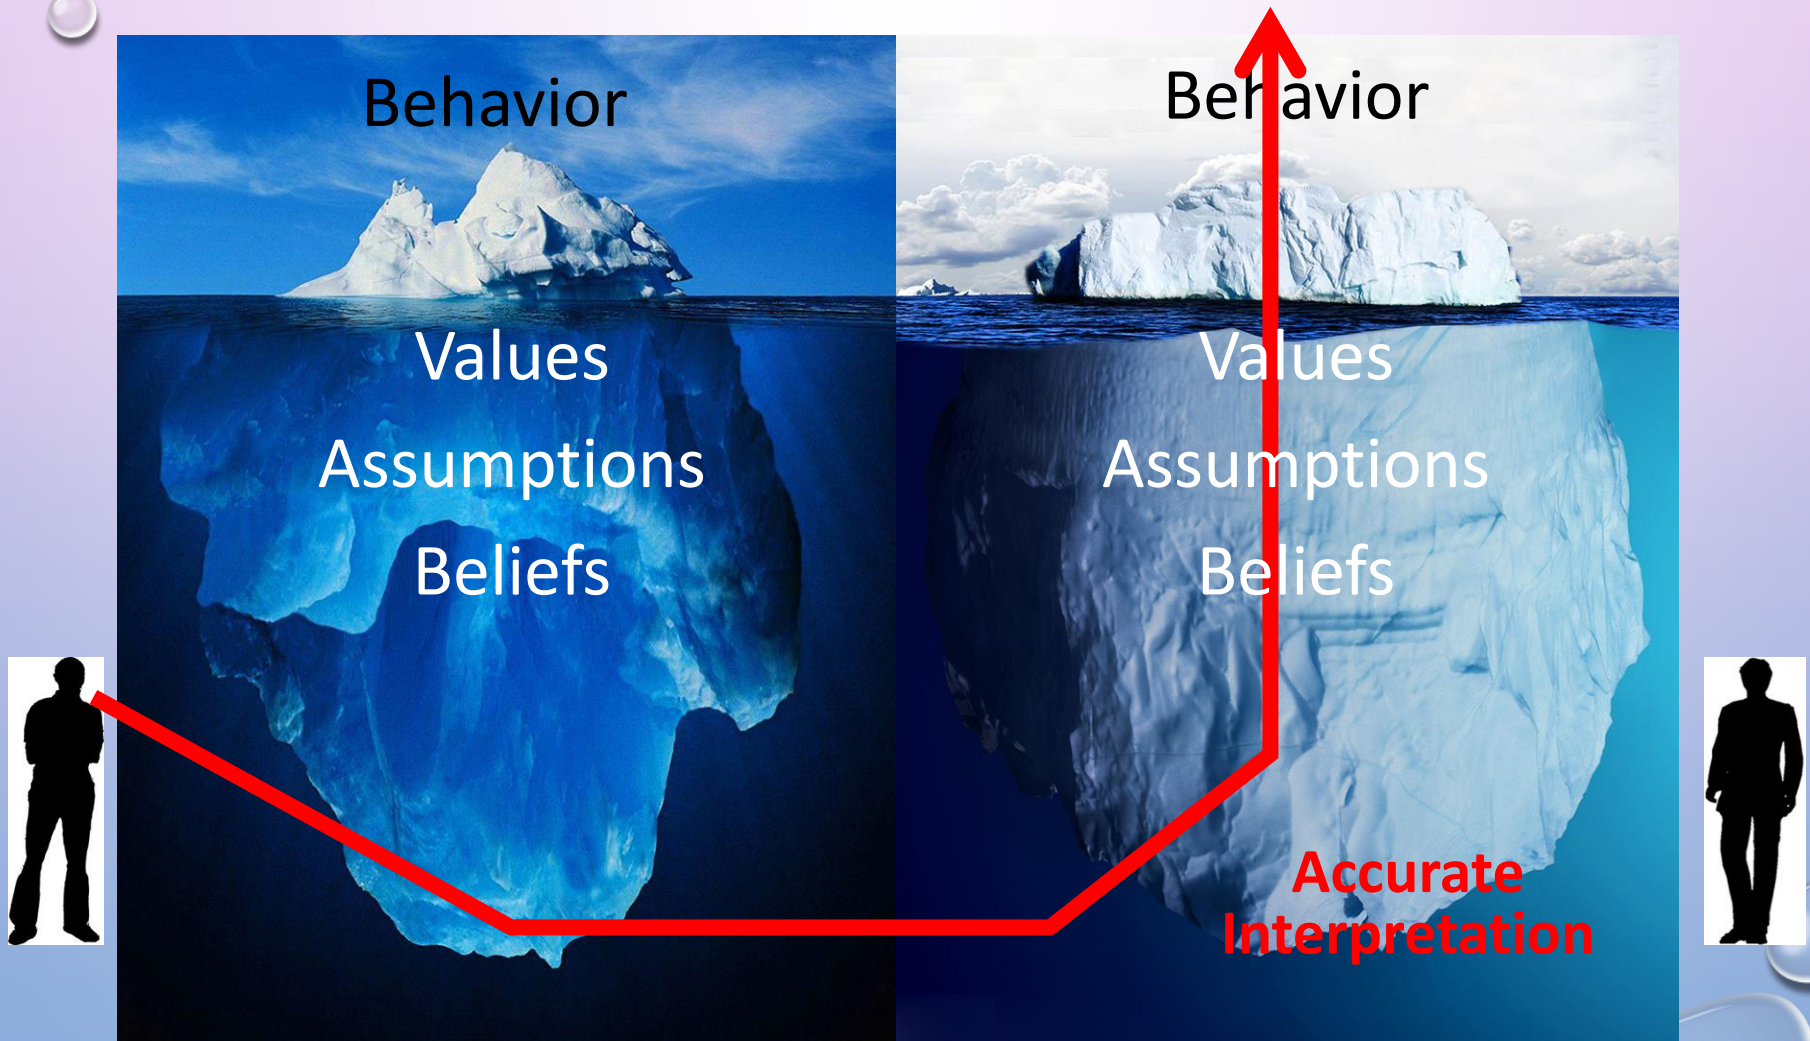 Behavior
Values
Assumptions
Beliefs
Behavior
Values
Assumptions
Beliefs
Accurate
Interpretation